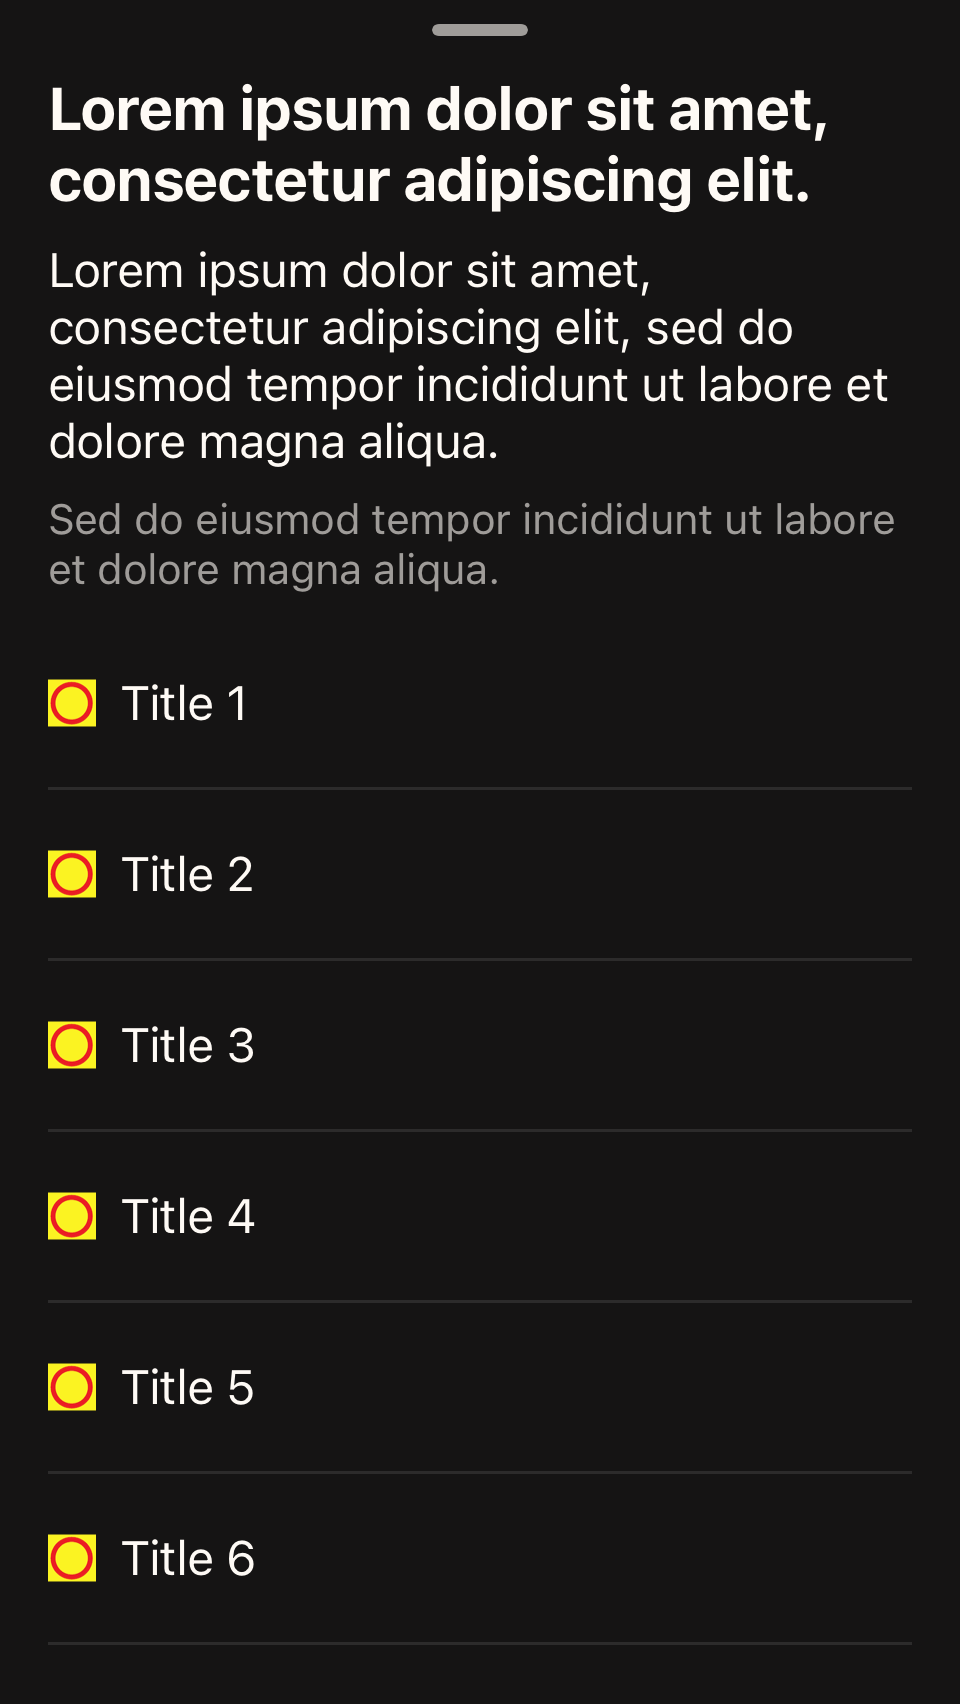 Lorem ipsum dolor sit amet,
consectetur adipiscing elit.
Lorem ipsum dolor sit amet,
consectetur adipiscing elit, sed do
eiusmod tempor incididunt ut labore et
dolore magna aliqua.
Sed do eiusmod tempor incididunt ut labore
et dolore magna aliqua.
Title 1
Title 2
Title 3
Title 4
Title 5
Title 6